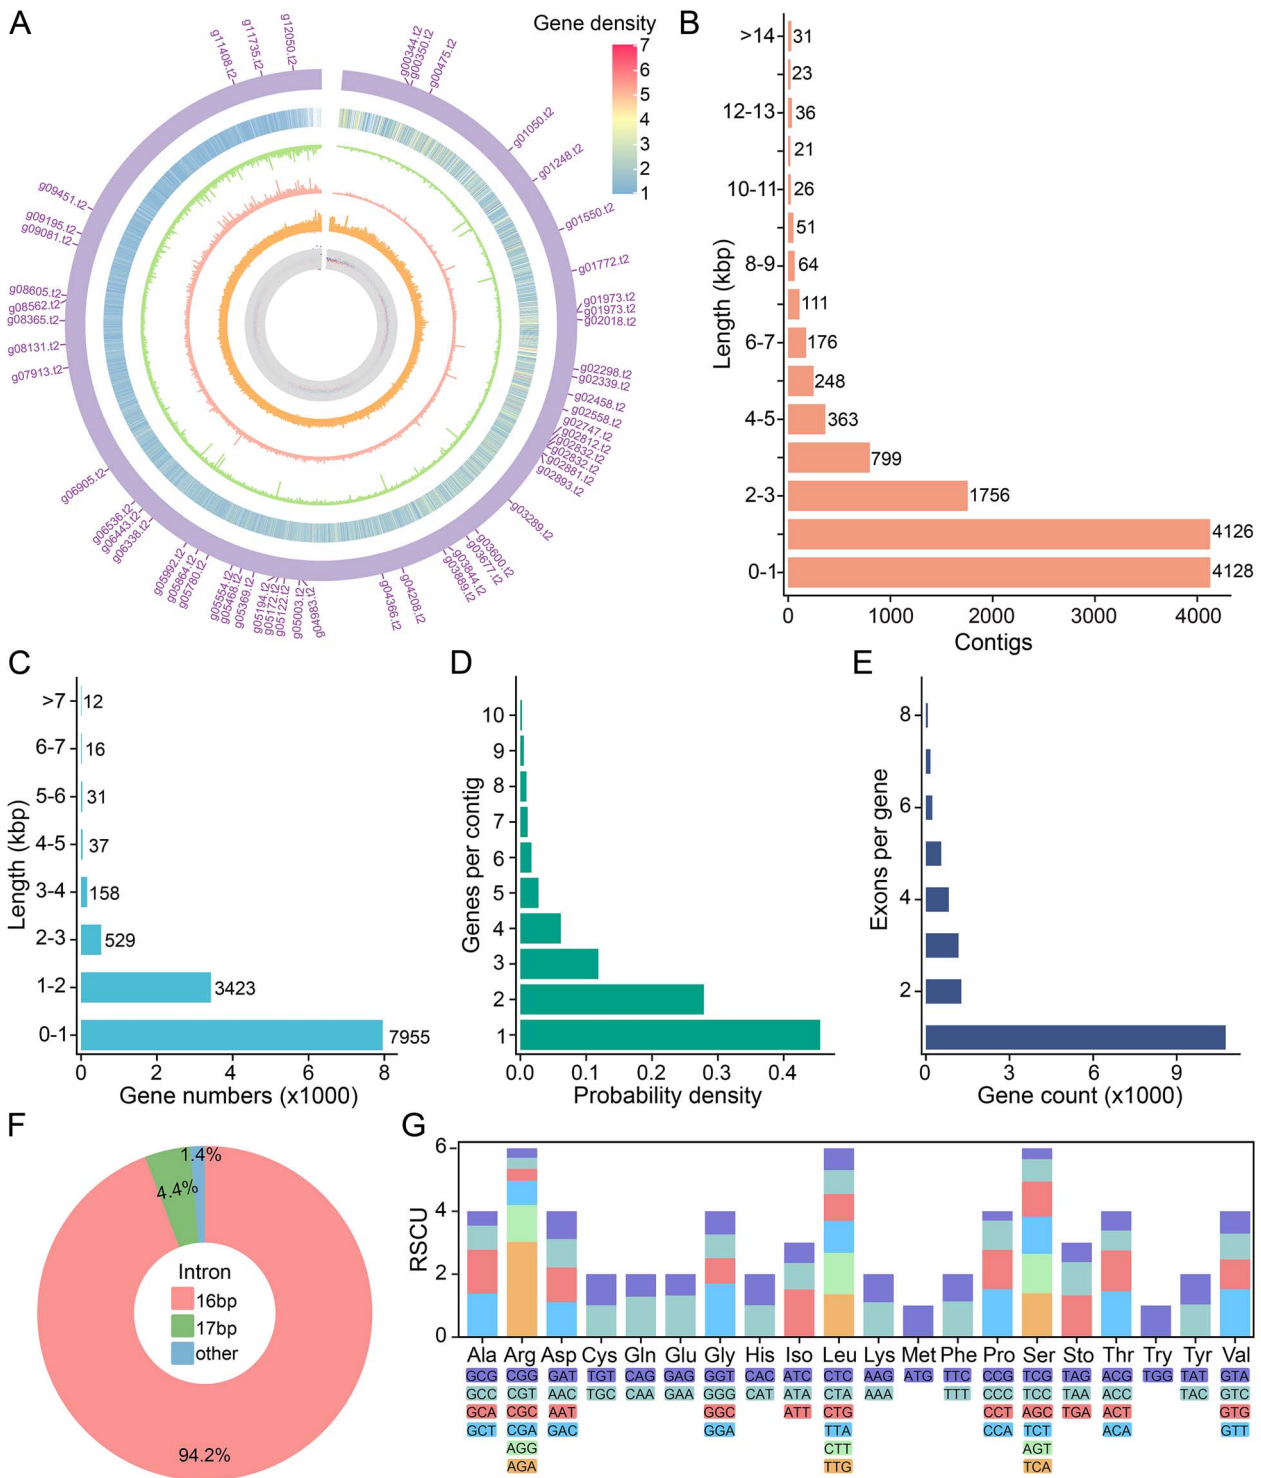 A
Gene density
7
6
5
4
3
2
1
g11408.t2
g11735.t2
g12050.t2
g00344.t2
g00350.t2
g00475.t2
g01050.t2
g01248.t2
g01550.t2
g01772.t2
g01973.t2
g01973.t2
g02018.t2
g02298.t2
g02339.t2
g02458.t2
g02558.t2
g02747.t2
g02812.t2
g02832.t2
g02832.t2
g02881.t2
g02893.t2
g03289.t2
g03600.t2
g03677.t2
g03844.t2
g03889.t2
g04208.t2
g04366.t2
g04983.t2
g05003.t2
g05122.t2
g05172.t2
g05194.t2
g05369.t2
g05468.t2
g05554.t2
g05780.t2
g05864.t2
g05992.t2
g06338.t2
g06443.t2
g06536.t2
g06905.t2
g07913.t2
g08131.t2
g08365.t2
g08562.t2
g08605.t2
g09081.t2
g09195.t2
g09451.t2
B
Length (kbp)
>14 31
23
12-13 36
21
10-11 26
51
8-9 64
111
6-7 176
248
4-5 363
799
2-3 1756
4126
0-1 4128
0 1000 2000 3000 4000
Contigs
C
Length (kbp)
>7 12
6-7 16
5-6 31
4-5 37
3-4 158
2-3 529
1-2 3423
0-1 7955
0 2 4 6 8
Gene numbers (x1000)
D
Genes per contig
10
9
8
7
6
5
4
3
2
1
0.0 0.1 0.2 0.3 0.4
Probability density
E
Exons per gene
8
6
4
2
0 3 6 9
Gene count (x1000)
F
1.4%
4.4%
Intron
16bp
17bp
other
94.2%
G
RSCU
6
4
2
0
Ala Arg Asp Cys Gln Glu Gly His Iso Leu Lys Met Phe Pro Ser Sto Thr Try Tyr Val
GCG CGG GAT TGT CAG GAG GGT CAC ATC CTC AAG ATG TTC CCG TCG TAG ACG TGG TAT GTA
GCC CGT AAC TGC CAA GAA GGG CAT ATA CTA AAA TTT CCC TCC TAA ACC TAC GTC
GCA CGC AAT GGC ATT CTG CCT AGC TGA ACT GTG
GCT CGA GAC GGA TTA CCA TCT ACA GTT
AGG CTT AGT
AGA TTG TCA